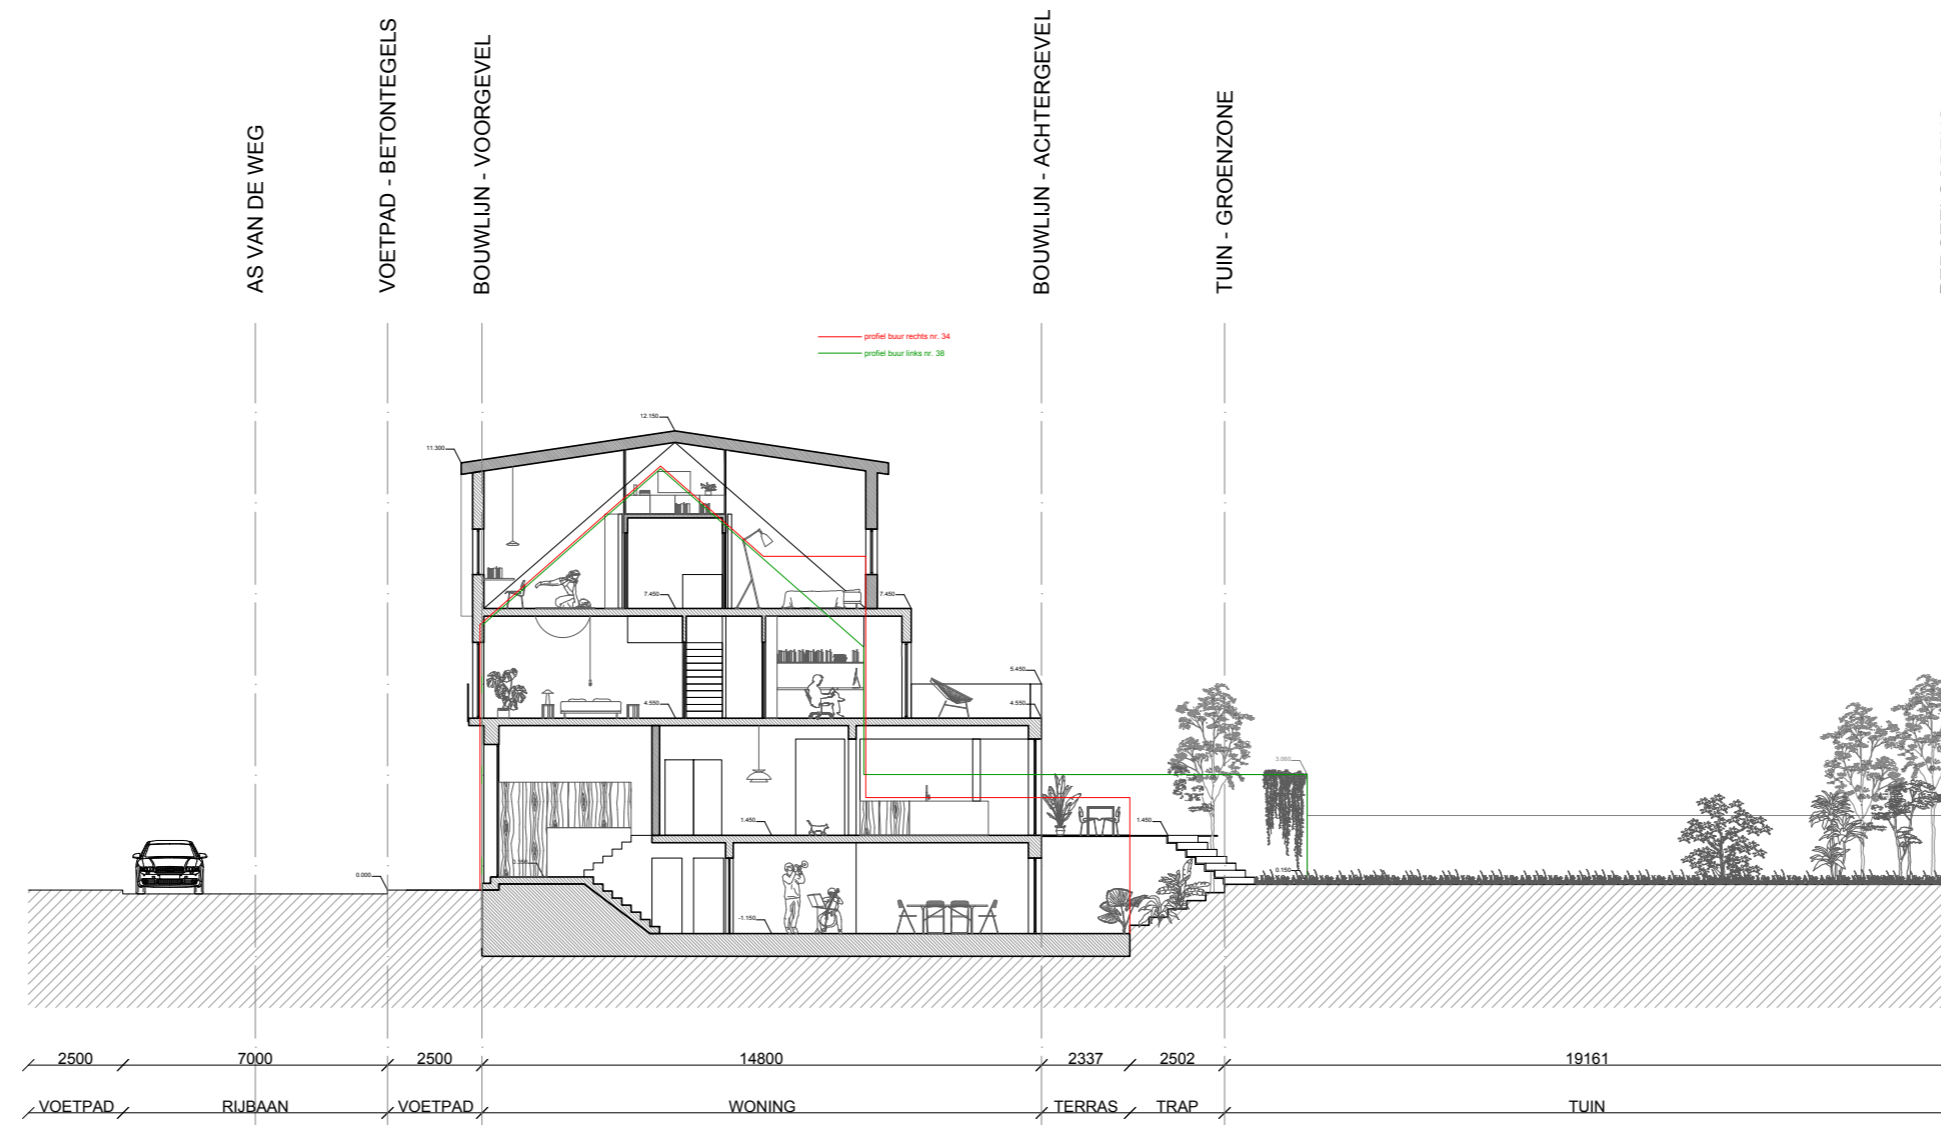 AS VAN DE WEG
VOETPAD - BETONTEGELS
BOUWLIJN - VOORGEVEL
BOUWLIJN - ACHTERGEVEL
TUIN - GROENZONE
profiel buur rechts nr. 34
profiel buur links nr. 38
12.150
11.300
7.450
7.450
5.450
4.550
4.550
3.060
1.450
1.450
0.150
0.000
-1.150
2500 7000 2500 14800 2337 2502 19161
VOETPAD RIJBAAN VOETPAD WONING TERRAS TRAP TUIN